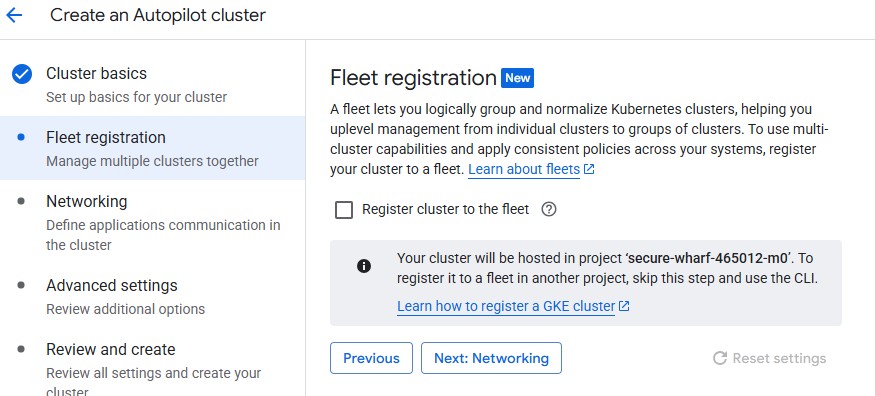 Create an Autopilot cluster
Cluster basics
Set up basics for your cluster
Fleet registration
Manage multiple clusters together
Networking
Define applications communication in
the cluster
Advanced settings
Review additional options
Review and create
Review all settings and create your
cluster
Fleet registration New
A fleet lets you logically group and normalize Kubernetes clusters, helping you
uplevel management from individual clusters to groups of clusters. To use multi-
cluster capabilities and apply consistent policies across your systems, register
your cluster to a fleet. Learn about fleets
Register cluster to the fleet
Your cluster will be hosted in project ‘secure-wharf-465012-m0’. To
register it to a fleet in another project, skip this step and use the CLI.
Learn how to register a GKE cluster
Previous
Next: Networking
Reset settings